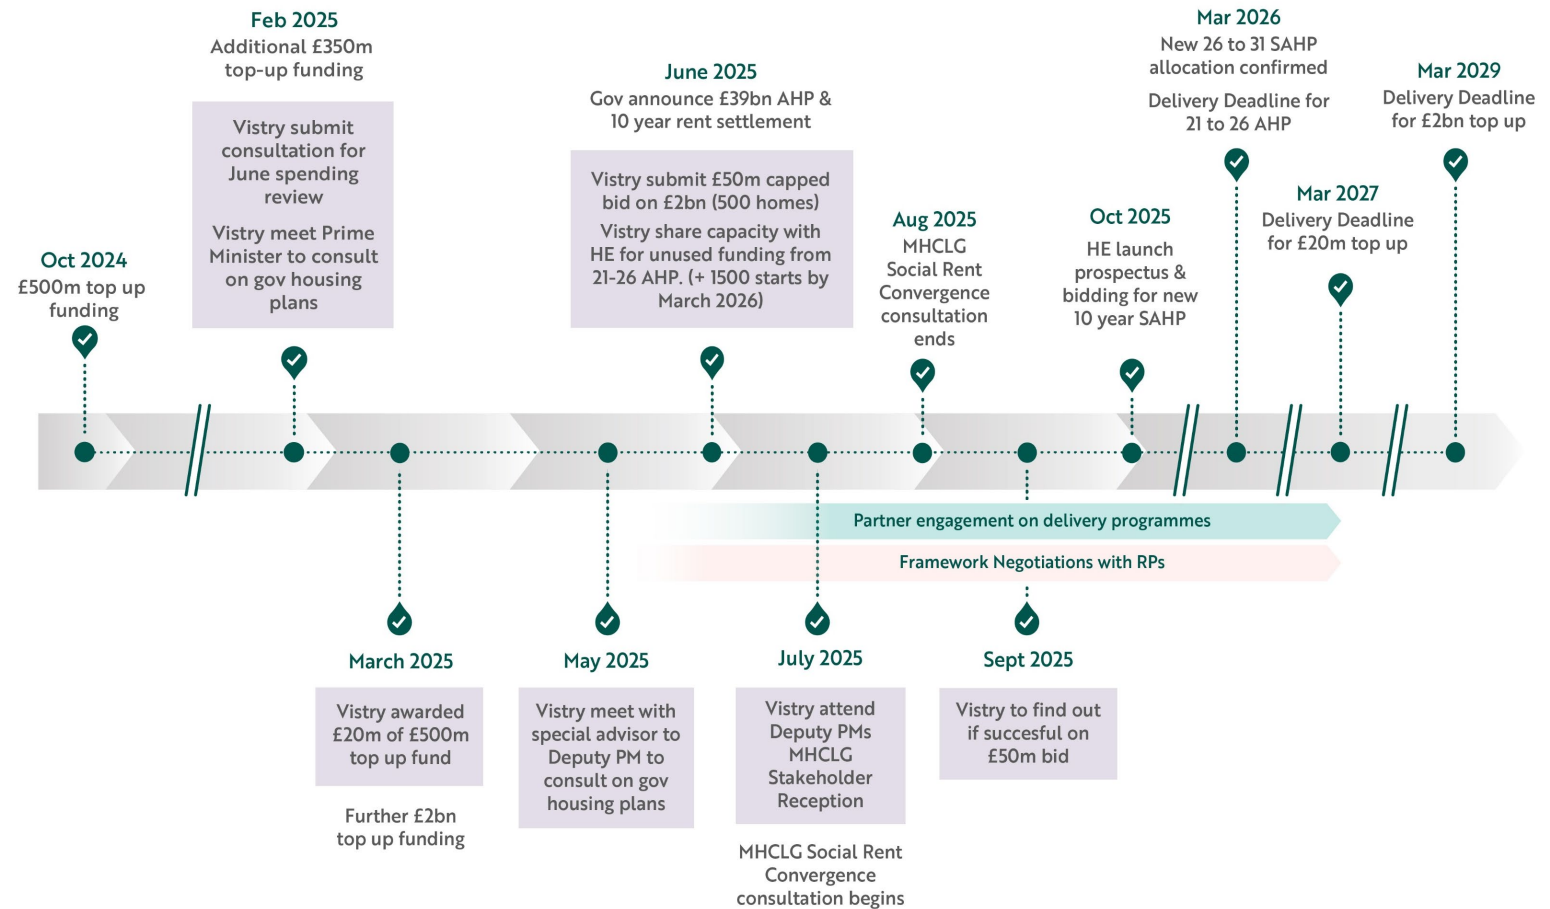 Oct 2024
£500m top up
funding
Feb 2025
Additional £350m
top-up funding
Vistry submit
consultation for
June spending
review
Vistry meet Prime
Minister to consult
on gov housing
plans
June 2025
Gov announce £39bn AHP &
10 year rent settlement
Vistry submit £50m capped
bid on £2bn (500 homes)
Vistry share capacity with
HE for unused funding from
21-26 AHP. (+ 1500 starts by
March 2026)
Aug 2025
MHCLG
Social Rent
Convergence
consultation
ends
Oct 2025
HE launch
prospectus &
bidding for new
10 year SAHP
Mar 2026
New 26 to 31 SAHP
allocation confirmed
Delivery Deadline for
21 to 26 AHP
Mar 2027
Delivery Deadline
for £20m top up
Mar 2029
Delivery Deadline
for £2bn top up
Partner engagement on delivery programmes
Framework Negotiations with RPs
March 2025
Vistry awarded
£20m of £500m
top up fund
Further £2bn
top up funding
May 2025
Vistry meet with
special advisor to
Deputy PM to
consult on gov
housing plans
July 2025
Vistry attend
Deputy PMs
MHCLG
Stakeholder
Reception
MHCLG Social Rent
Convergence
consultation begins
Sept 2025
Vistry to find out
if succesful on
£50m bid